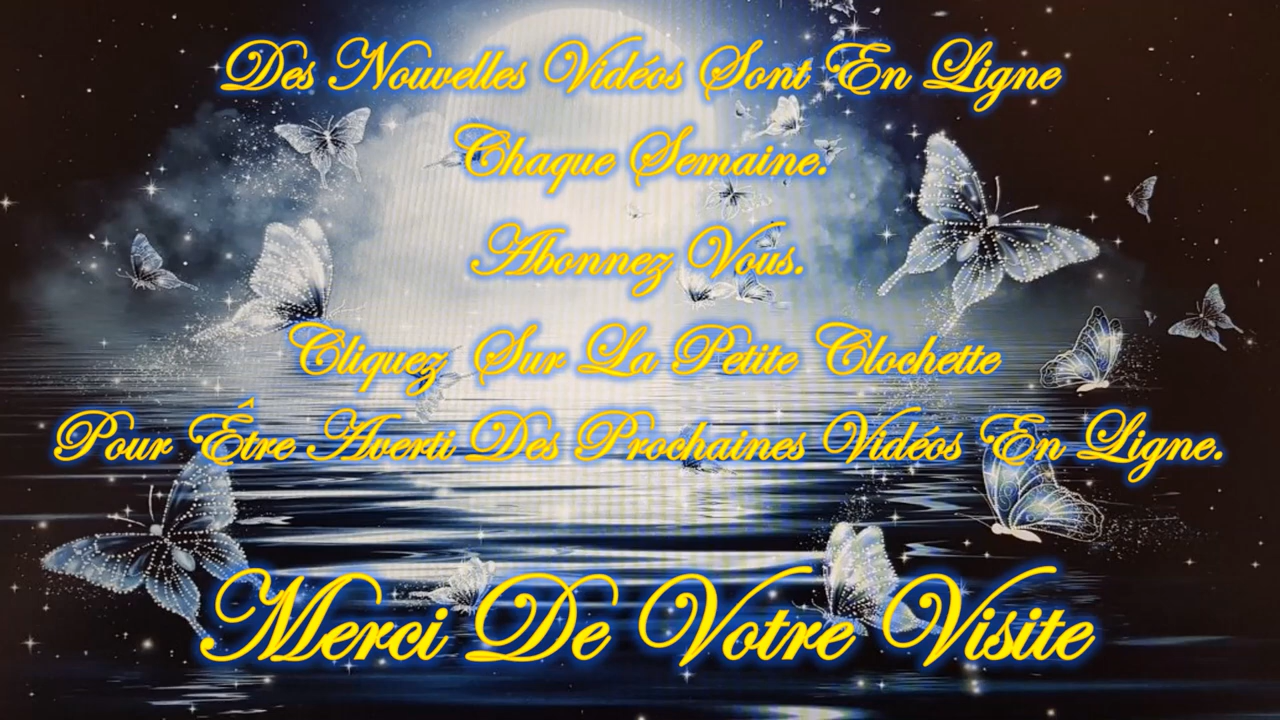 Des Nouvelles Vidéos Sont En Ligne
Chaque Semaine.
Abonnez Vous.
Cliquez Sur La Petite Clochette
Pour Être Averti Des Prochaines Vidéos En Ligne.
Merci De Votre Visite